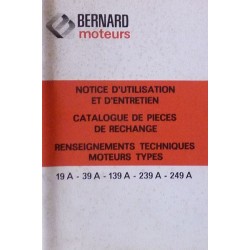 BERNARD
moteurs
NOTICE D'UTILISATION
ET D'ENTRETIEN
CATALOGUE DE PIECES
DE RECHANGE
RENSEIGNEMENTS TECHNIQUES
MOTEURS TYPES
19 A - 39 A - 139 A - 239 A - 249 A